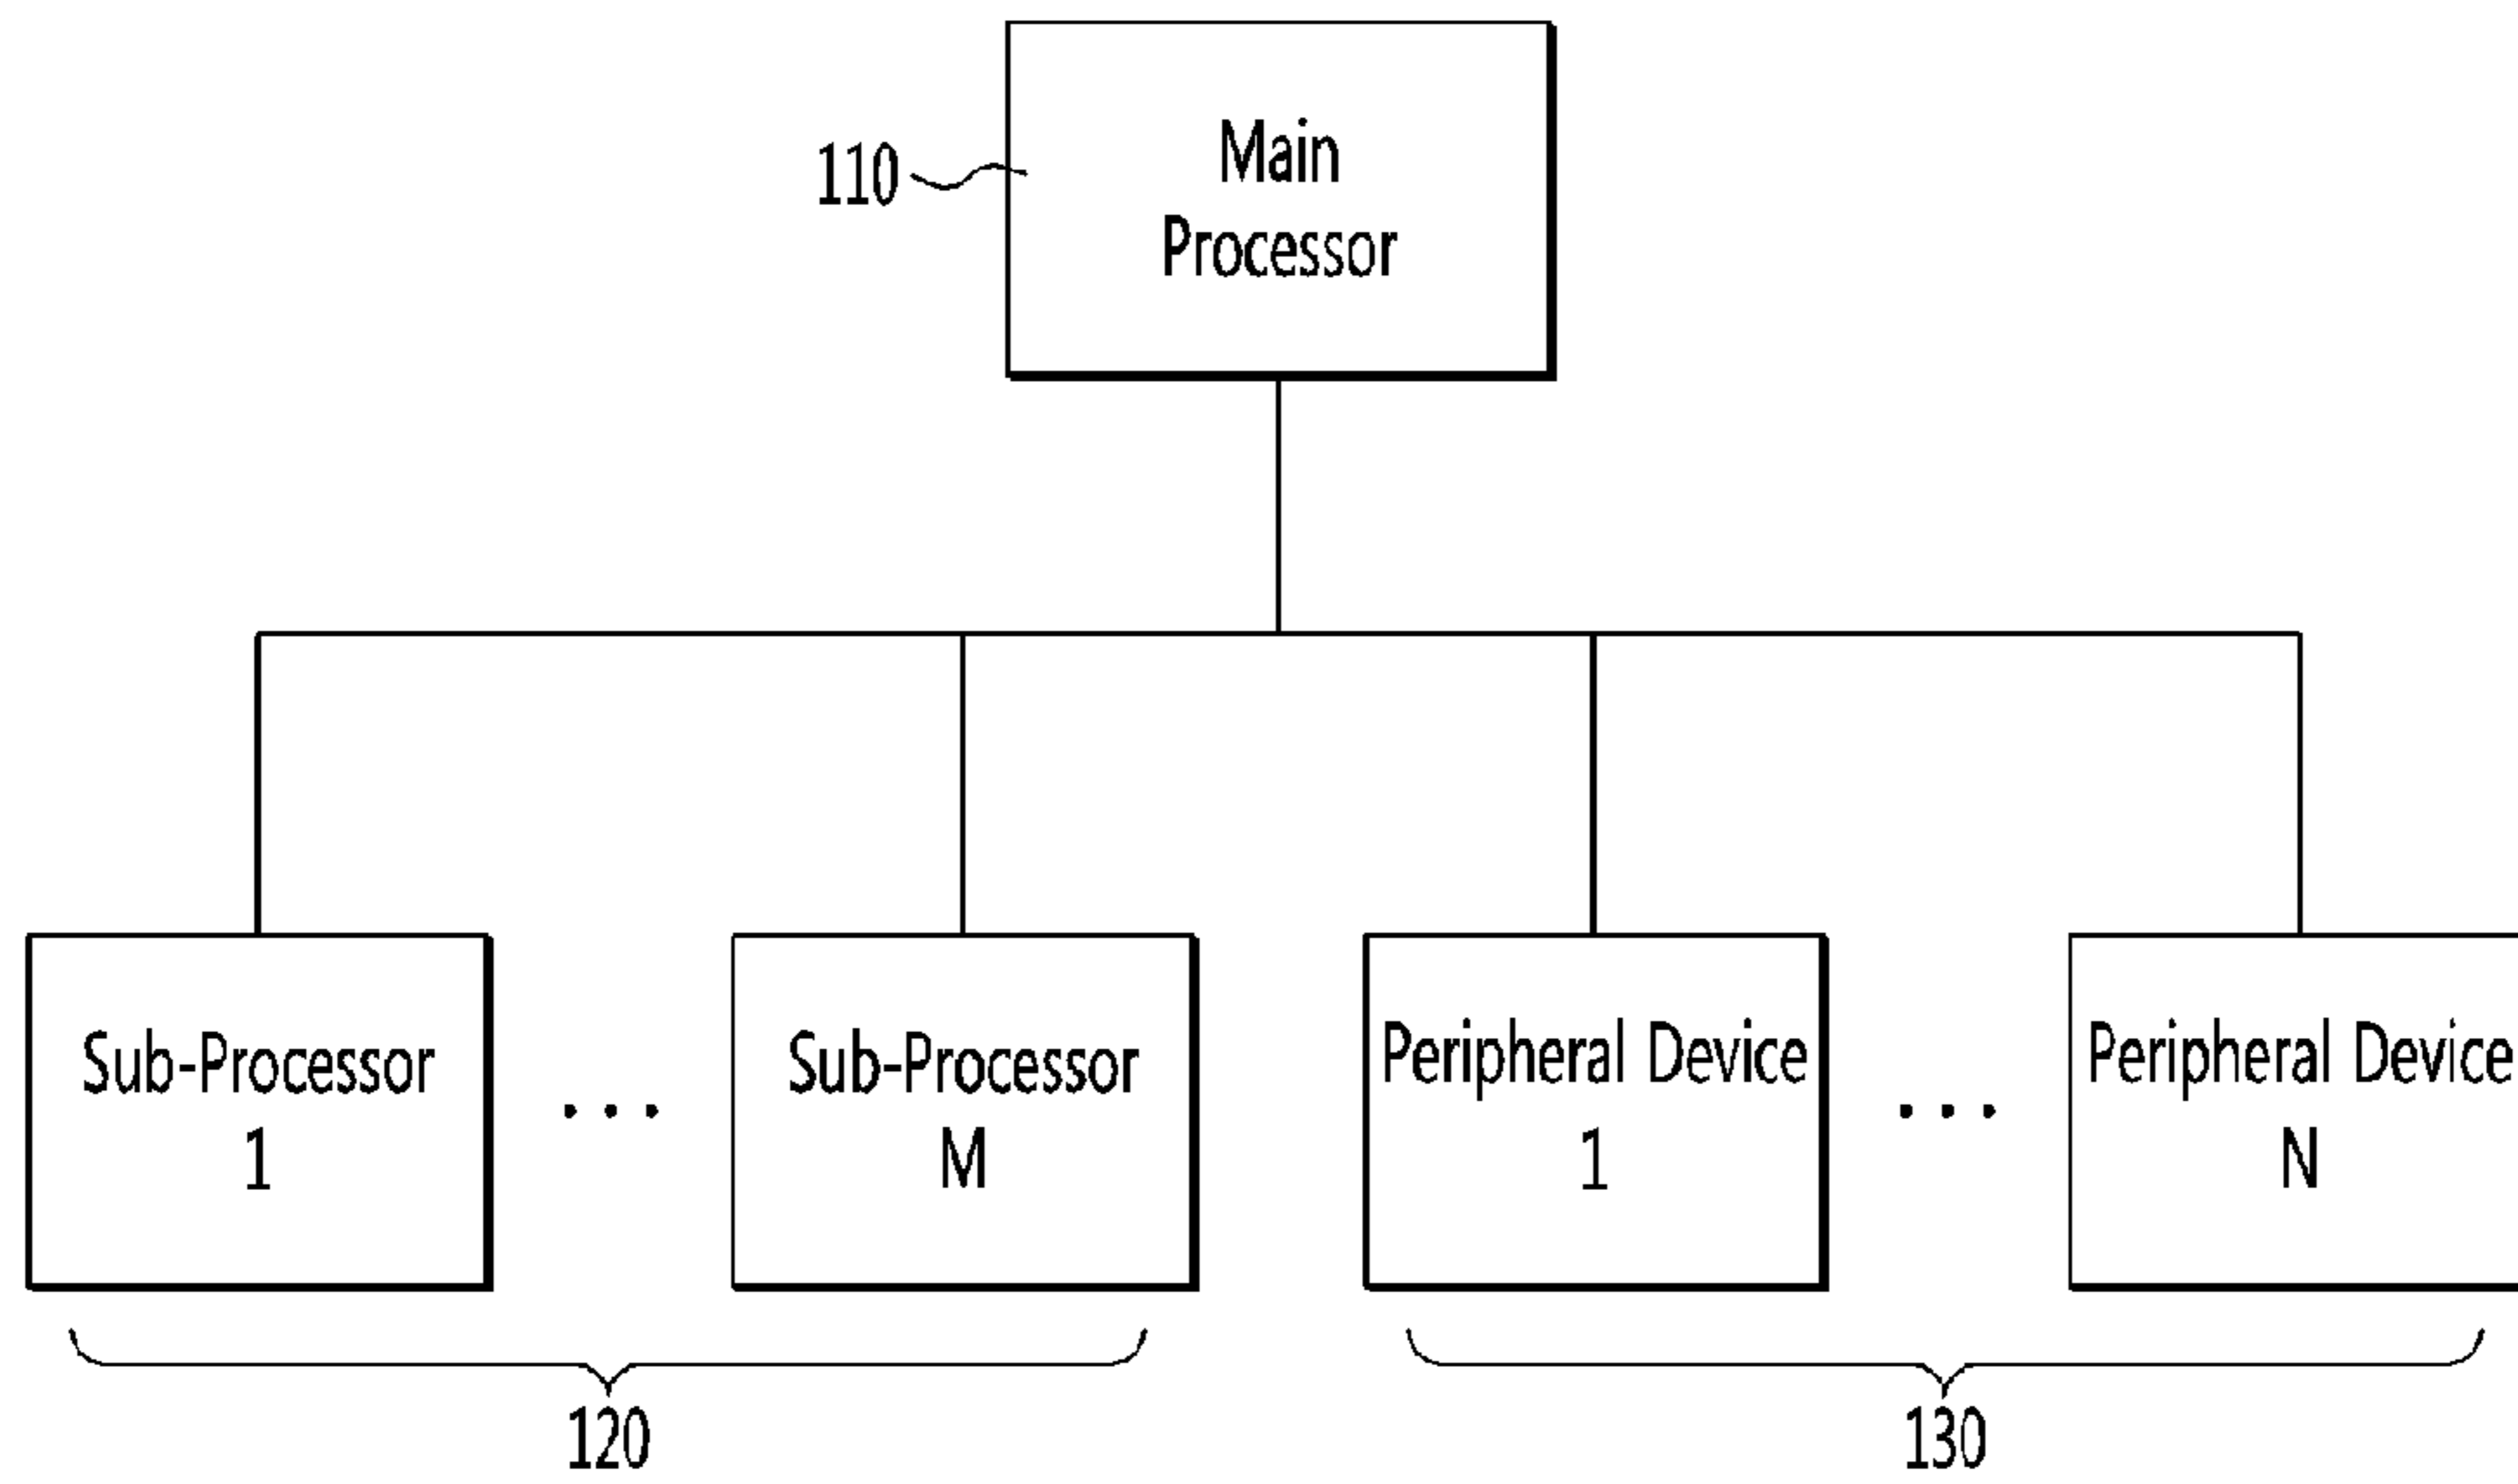 Main
Processor
110
Sub-Processor
1
...
Sub-Processor
M
Peripheral Device
1
...
Peripheral Device
N
120
130